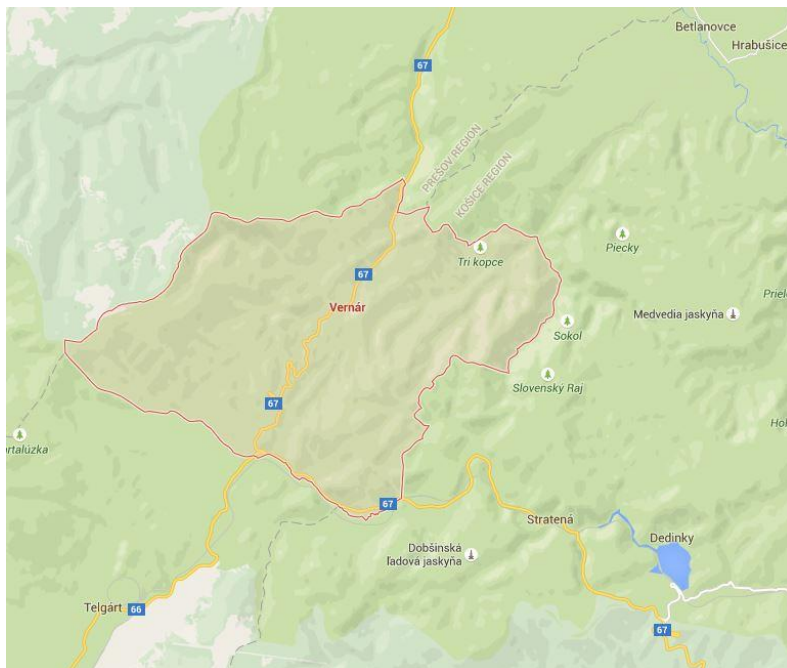 Betlanovce
Hrabušice
67
PREŠOV REGION
KOŠICE REGION
Tri kopce
Piecky
67
Vernár
Medvedia jaskyňa
Sokol
Slovenský Raj
67
67
Stratená
Dedinky
Dobšinská
ľadová jaskyňa
Telgárt
66
67